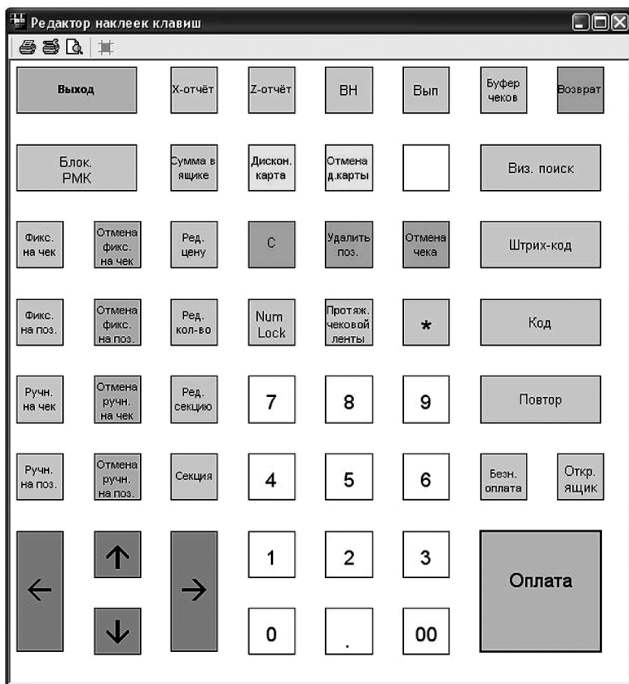 Редактор наклеек клавиш
Выход
X-отчёт
Z-отчёт
ВН
Вып
Буфер
чеков
Возврат
Блок.
РМК
Сумма в
ящике
Дискон.
карта
Отмена
д.карты
Виз. поиск
Фикс.
на чек
Отмена
фикс.
на чек
Ред.
цену
С
Удалить
поз.
Отмена
чека
Штрих-код
Фикс.
на поз.
Отмена
фикс.
на поз.
Ред.
кол-во
Num
Lock
Протяж.
чековой
ленты
*
Код
Ручн.
на чек
Отмена
ручн.
на чек
Ред.
секцию
7
8
9
Повтор
Ручн.
на поз.
Отмена
ручн.
на поз.
Секция
4
5
6
Безн.
оплата
Откр.
ящик
←
↑
→
1
2
3
Оплата
↓
0
.
00